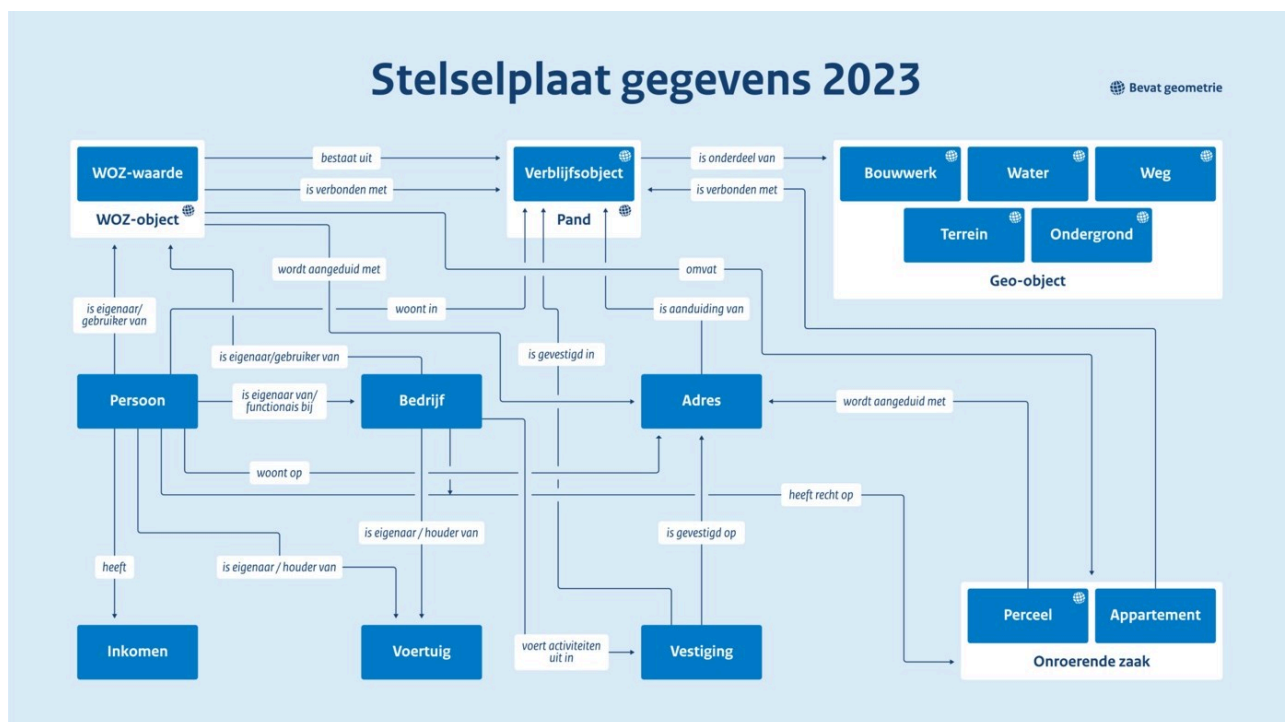 Stelselplaat gegevens 2023
Bevat geometrie
WOZ-waarde
WOZ-object
bestaat uit
is verbonden met
Verblijfsobject
Pand
is onderdeel van
is verbonden met
Bouwwerk
Water
Weg
Terrein
Ondergrond
Geo-object
wordt aangeduid met
omvat
is eigenaar/
gebruiker van
woont in
is aanduiding van
is eigenaar/gebruiker van
is gevestigd in
Persoon
is eigenaar van/
functionais bij
Bedrijf
Adres
wordt aangeduid met
woont op
heeft recht op
is eigenaar / houder van
is gevestigd op
heeft
is eigenaar / houder van
Perceel
Appartement
Onroerende zaak
Inkomen
Voertuig
voert activiteiten
uit in
Vestiging